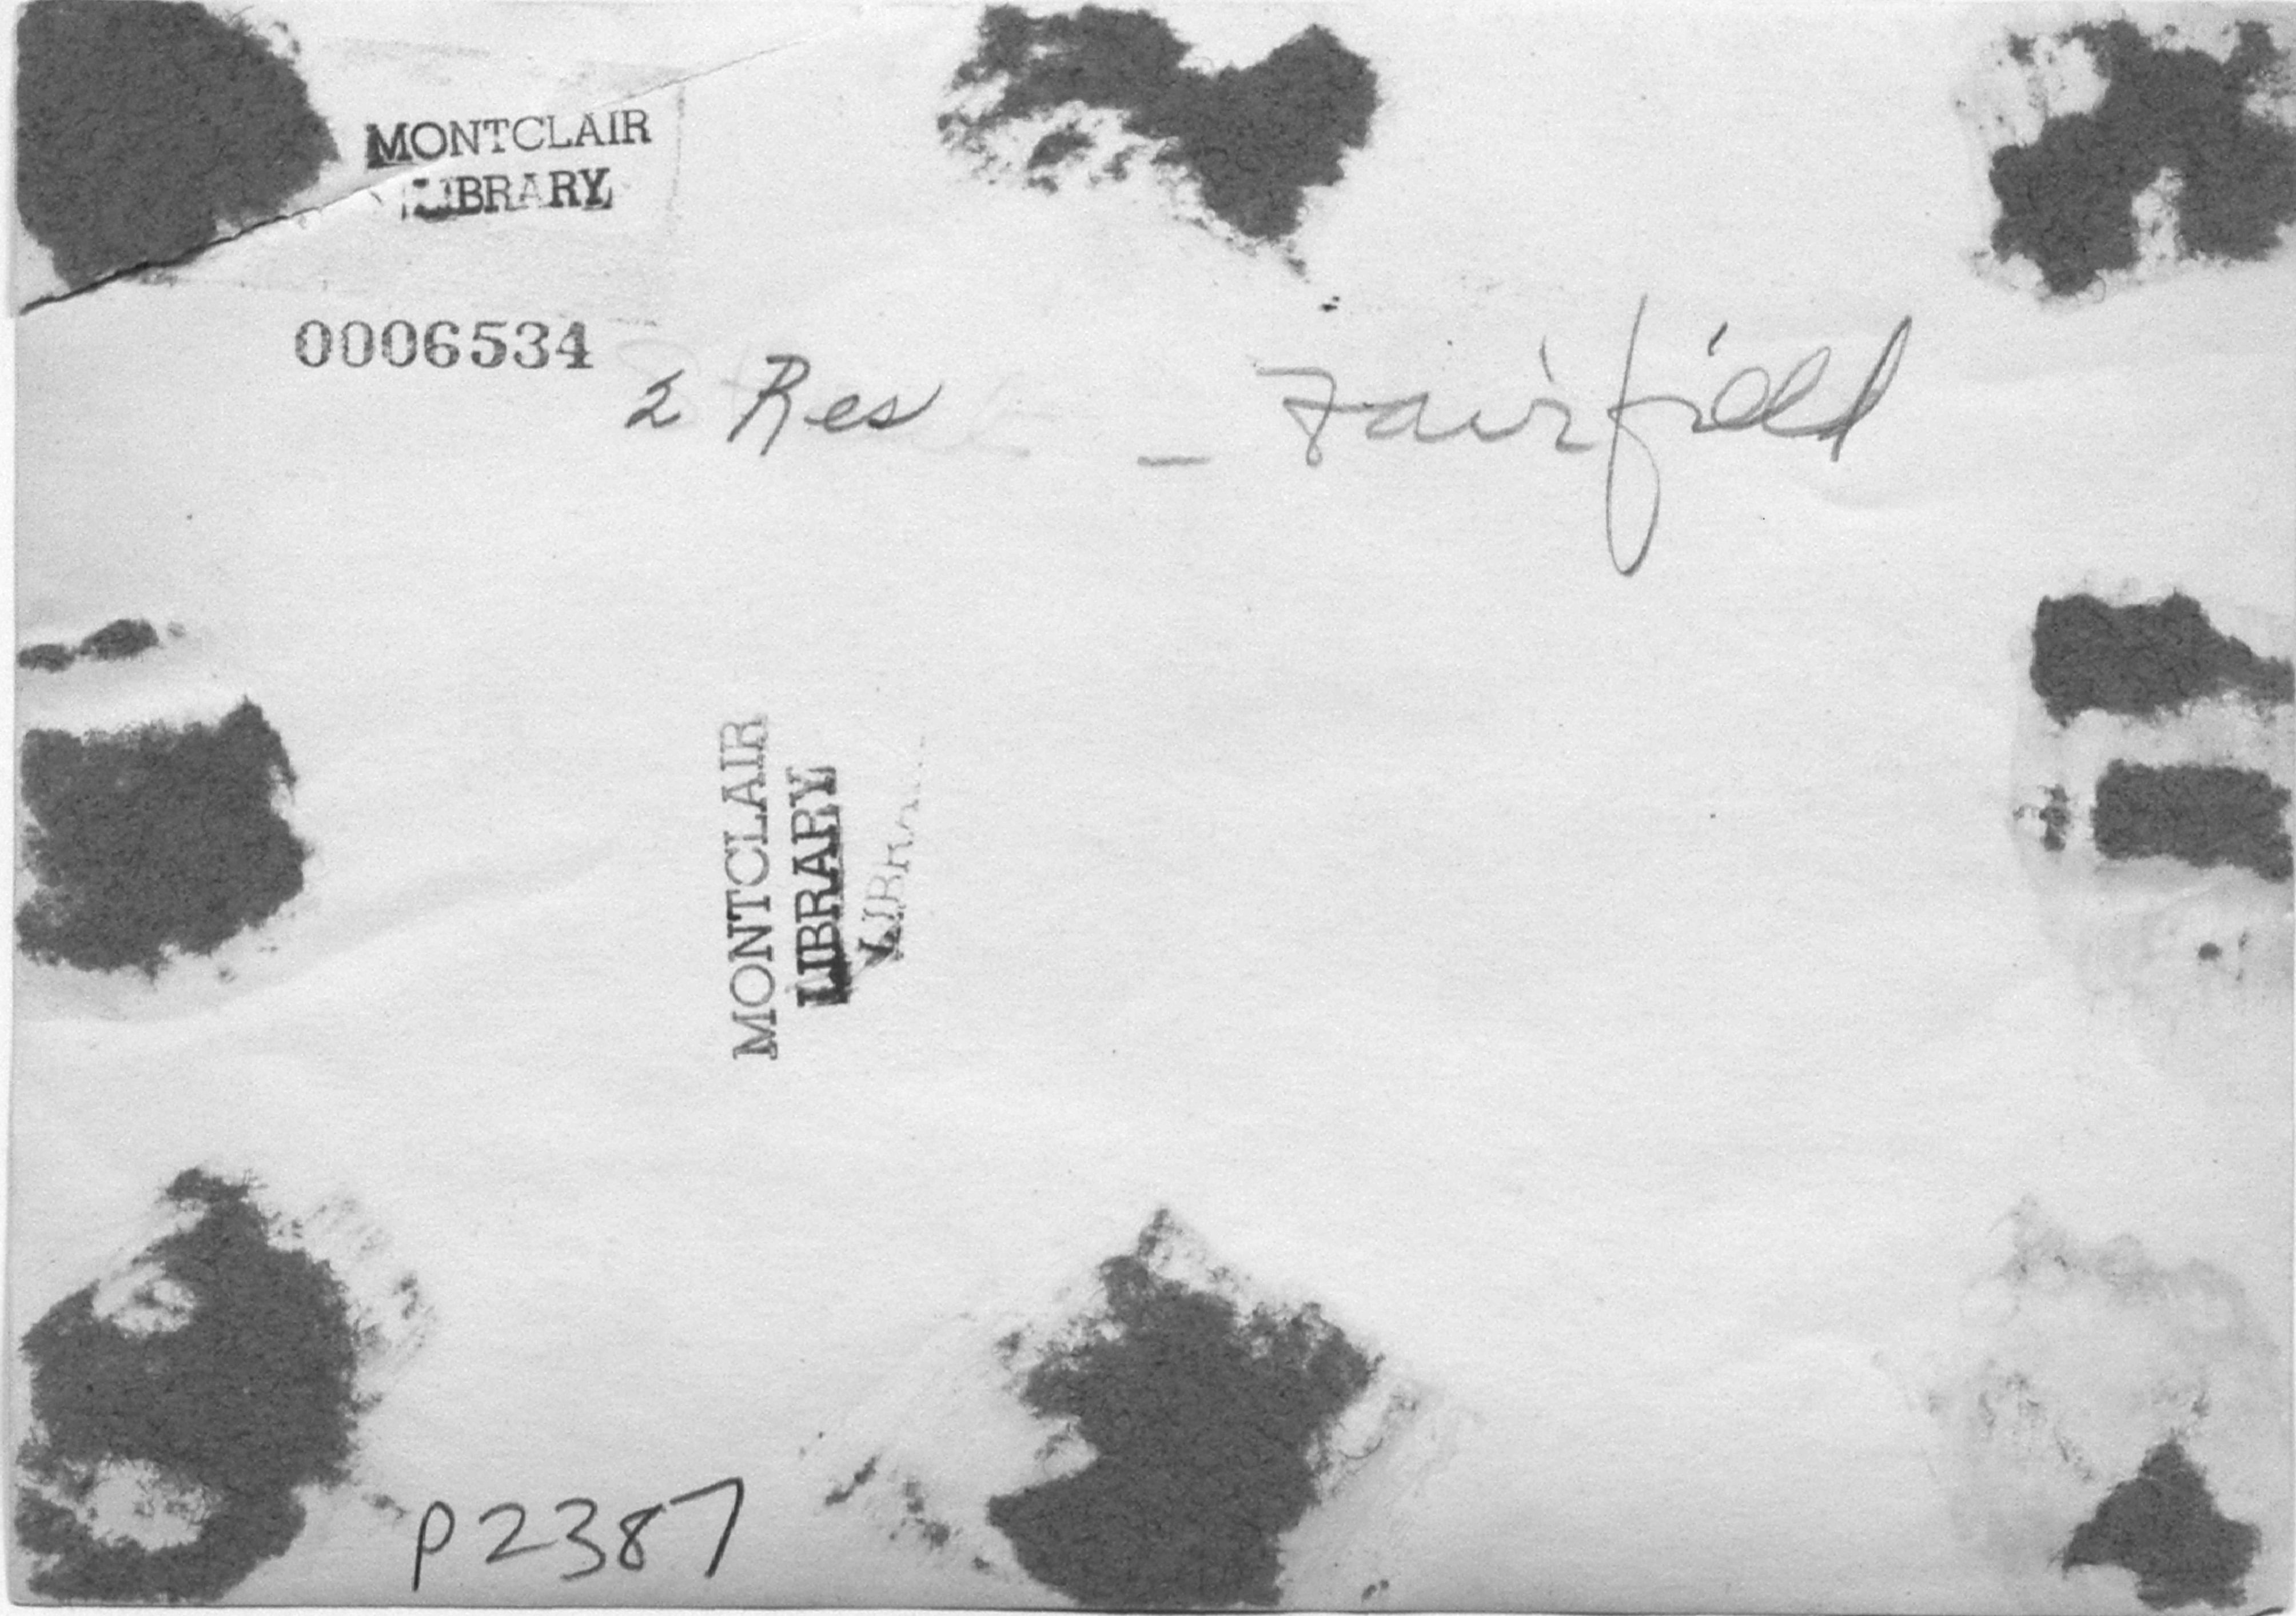 MONTCLAIR
LIBRARY
0006534
2 Res — Fairfield
MONTCLAIR
LIBRARY
P2387